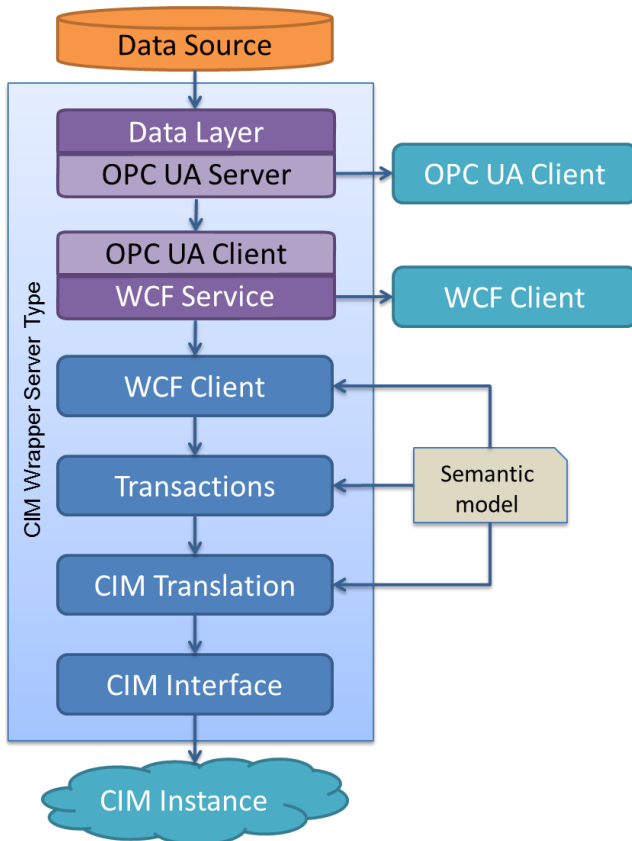 Data Source
Data Layer
OPC UA Server
OPC UA Client
OPC UA Client
WCF Service
WCF Client
WCF Client
Transactions
Semantic
model
CIM Translation
CIM Interface
CIM Instance
CIM Wrapper Server Type